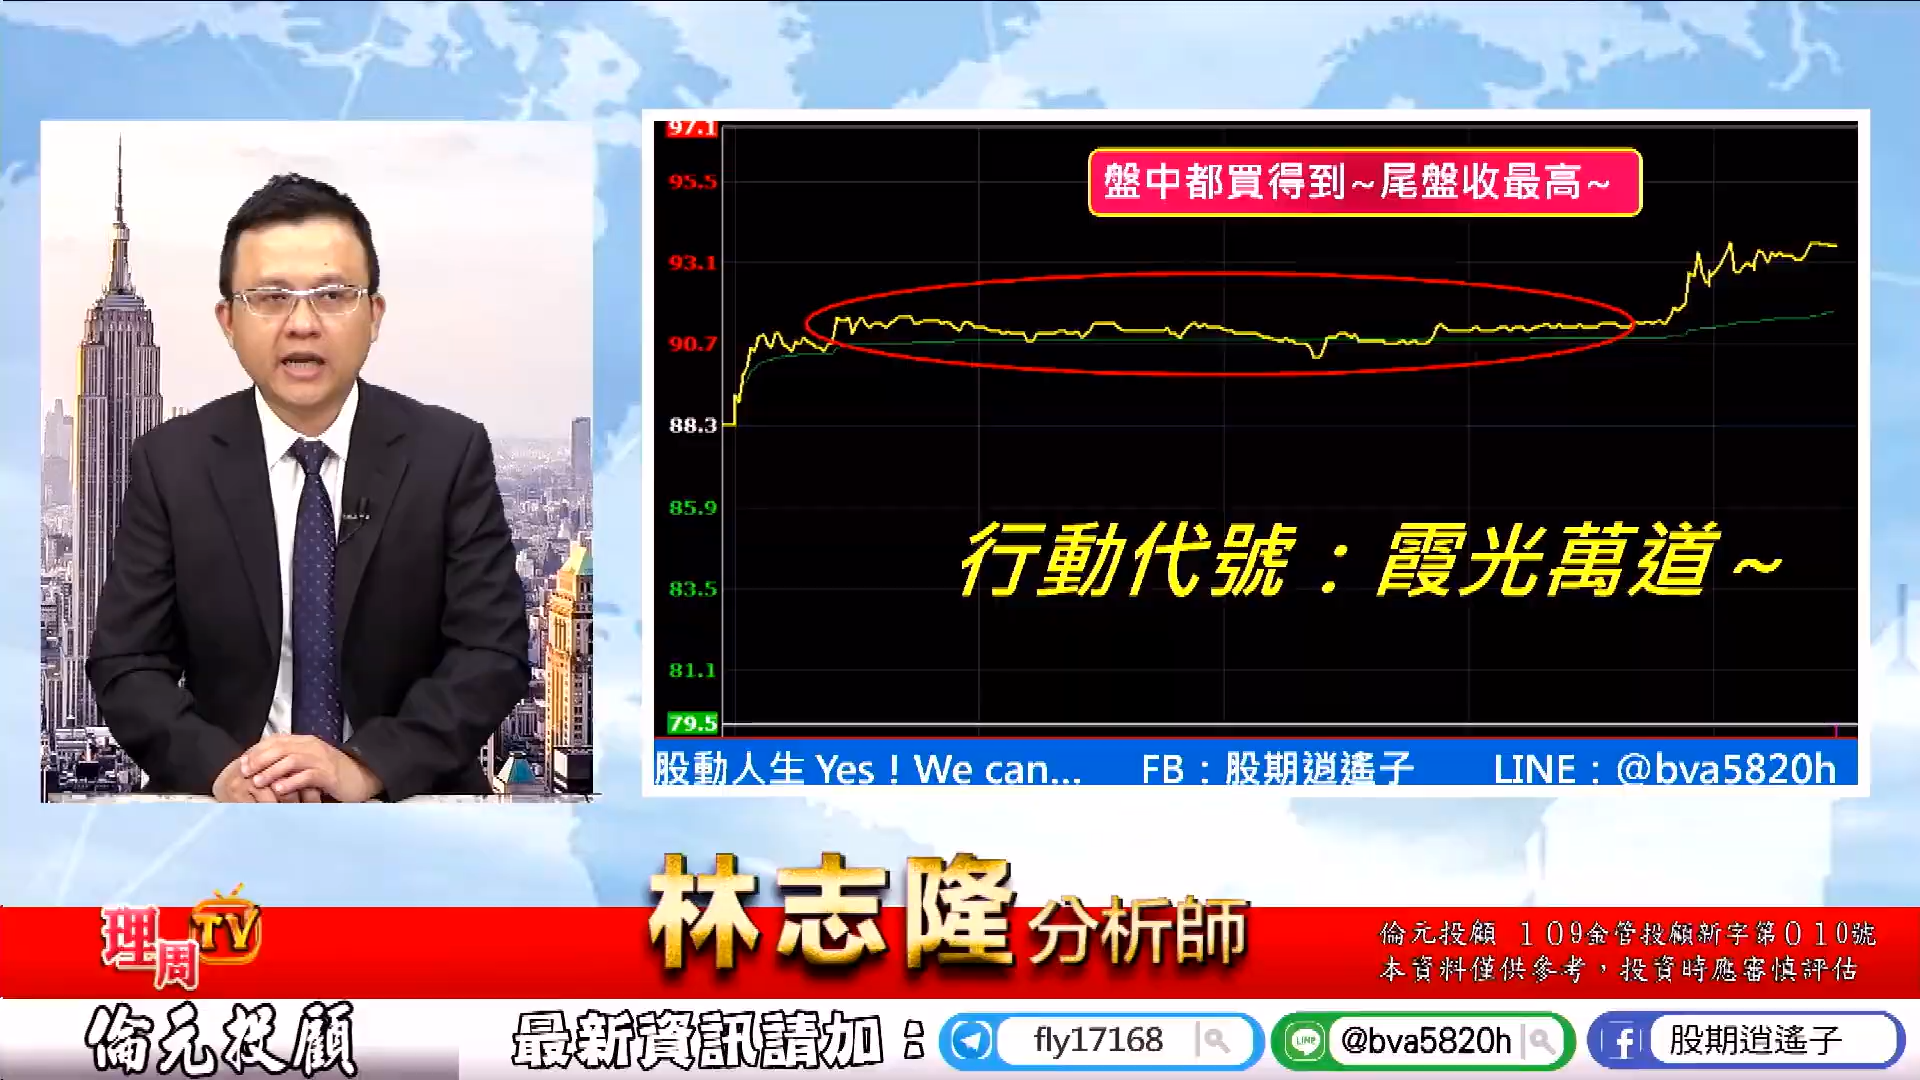 97.1
95.5
93.1
90.7
88.3
85.9
83.5
81.1
79.5
盤中都買得到~尾盤收最高~
行動代號：霞光萬道~
股動人生 Yes！We can... FB：股期逍遙子 LINE：@bva5820h
理周TV
林志隆 分析師
倫元投顧 １０９金管投顧新字第０１０號
本資料僅供參考，投資時應審慎評估
倫元投顧
最新資訊請加：
fly17168
LINE
@bva5820h
股期逍遙子